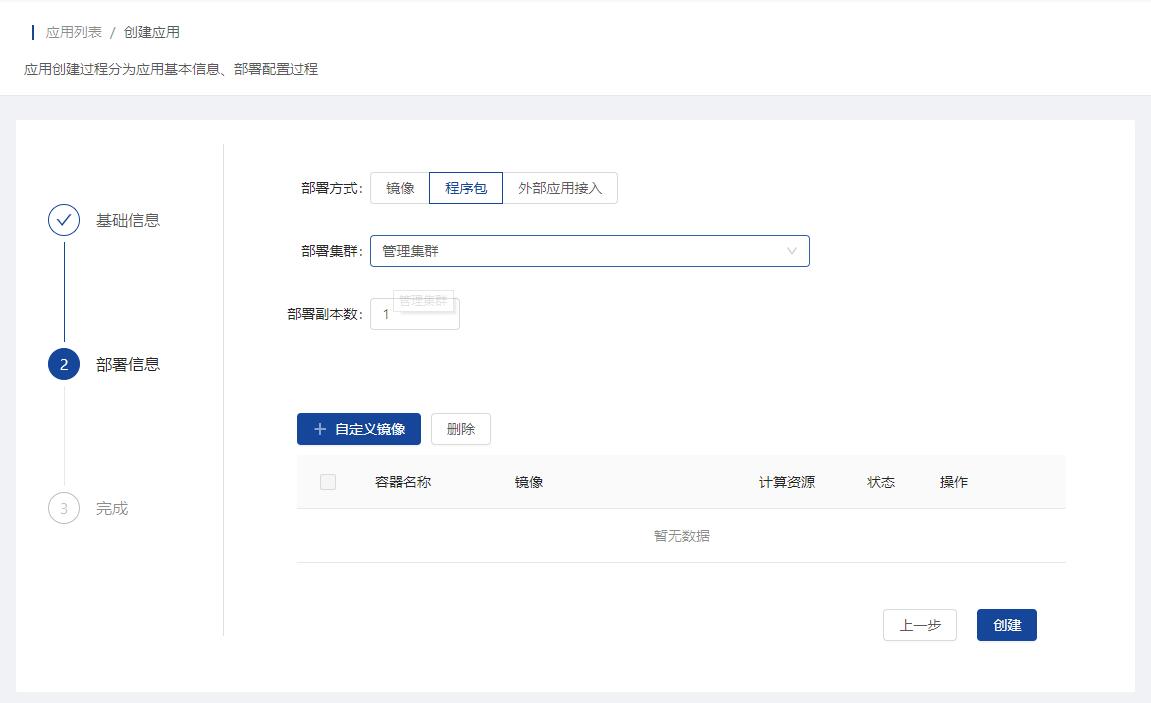 应用列表 / 创建应用
应用创建过程分为应用基本信息、部署配置过程
基础信息
2 部署信息
3 完成
部署方式: 镜像 程序包 外部应用接入
部署集群: 管理集群
管理集群
部署副本数: 1
+ 自定义镜像 删除
容器名称 镜像 计算资源 状态 操作
暂无数据
上一步 创建